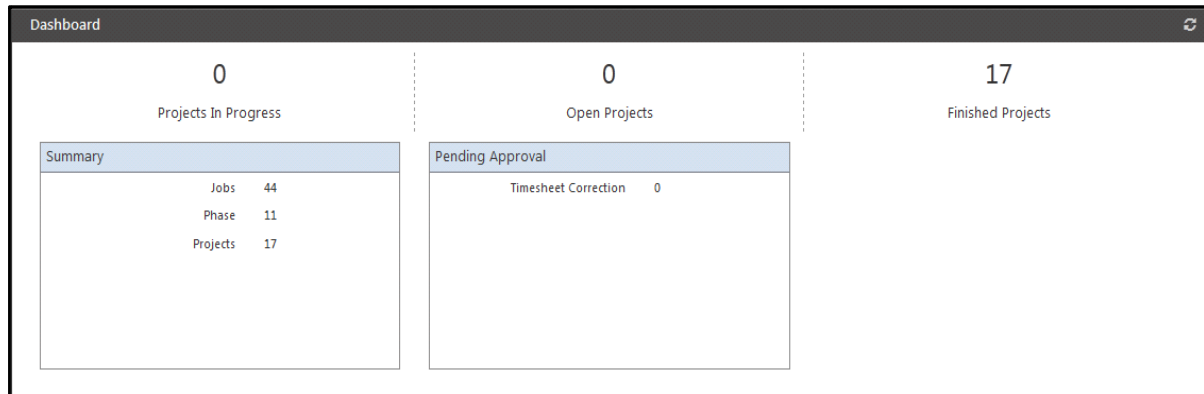 Dashboard
0
Projects In Progress
0
Open Projects
17
Finished Projects
Summary
Jobs 44
Phase 11
Projects 17
Pending Approval
Timesheet Correction 0